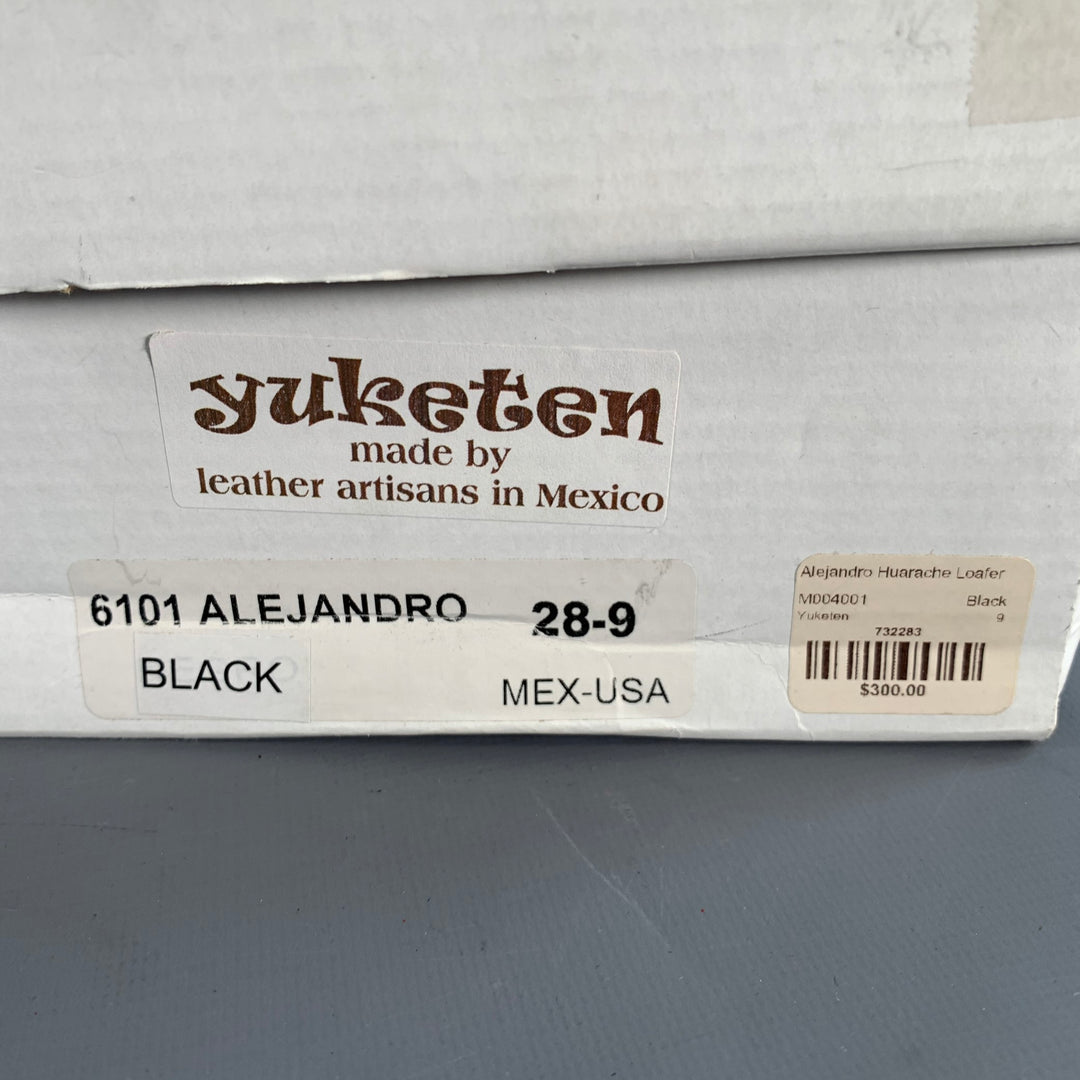 yuketen
made by
leather artisans in Mexico
6101 ALEJANDRO 28-9
BLACK MEX-USA
Alejandro Huarache Loafer
M004001 Black
Yuketen 9
732283
$300.00